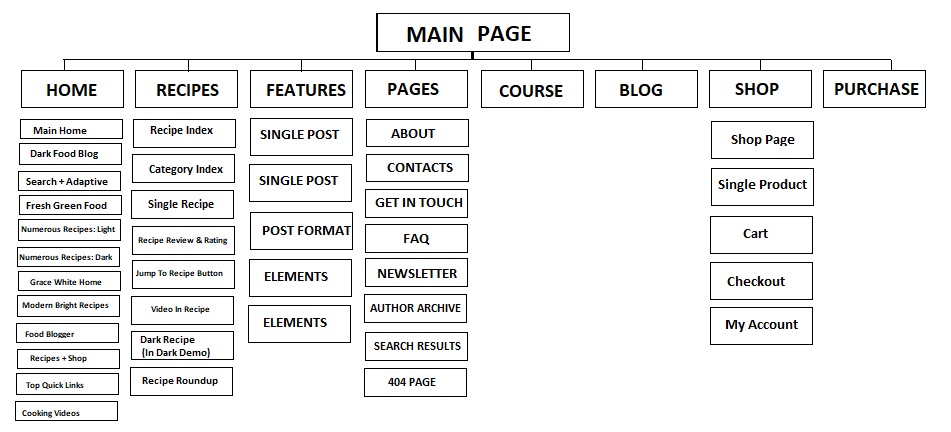 MAIN PAGE
HOME
RECIPES
FEATURES
PAGES
COURSE
BLOG
SHOP
PURCHASE
Main Home
Dark Food Blog
Search + Adaptive
Fresh Green Food
Numerous Recipes: Light
Numerous Recipes: Dark
Grace White Home
Modern Bright Recipes
Food Blogger
Recipes + Shop
Top Quick Links
Cooking Videos
Recipe Index
Category Index
Single Recipe
Recipe Review & Rating
Jump To Recipe Button
Video In Recipe
Dark Recipe
(In Dark Demo)
Recipe Roundup
SINGLE POST
SINGLE POST
POST FORMAT
ELEMENTS
ELEMENTS
ABOUT
CONTACTS
GET IN TOUCH
FAQ
NEWSLETTER
AUTHOR ARCHIVE
SEARCH RESULTS
404 PAGE
Shop Page
Single Product
Cart
Checkout
My Account